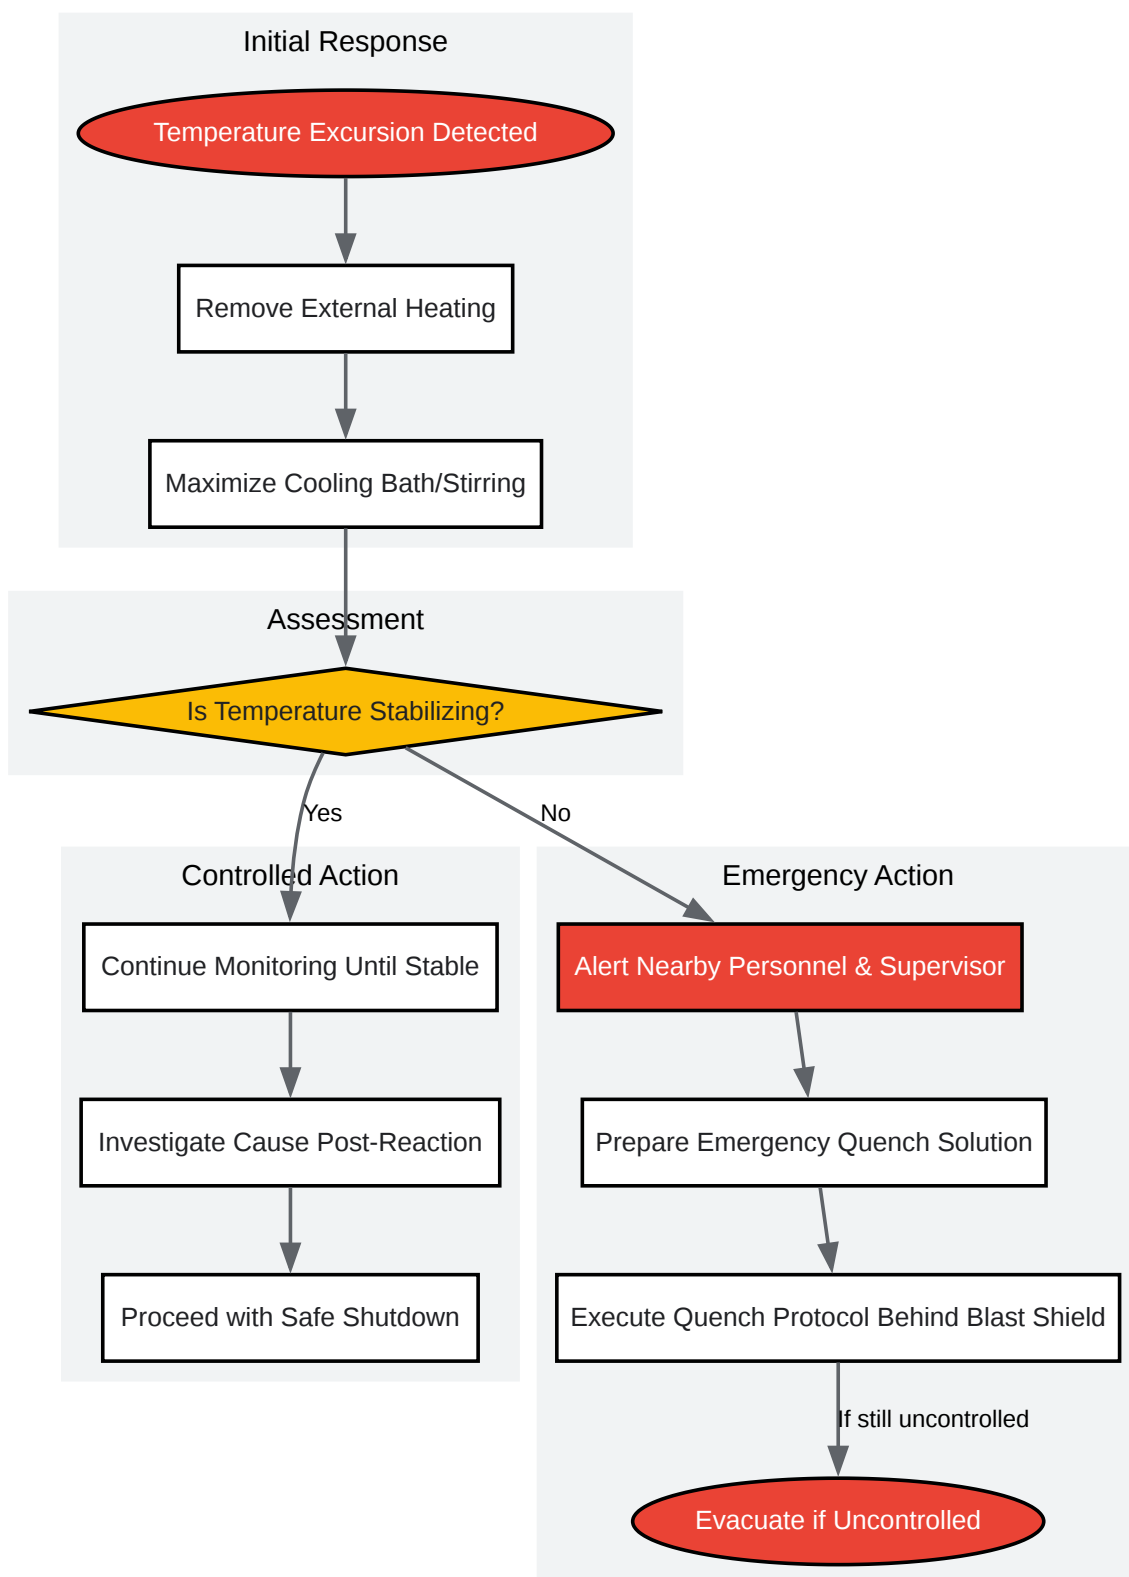 Initial Response
Temperature Excursion Detected
Remove External Heating
Maximize Cooling Bath/Stirring
Assessment
Is Temperature Stabilizing?
Yes
No
Controlled Action
Continue Monitoring Until Stable
Investigate Cause Post-Reaction
Proceed with Safe Shutdown
Emergency Action
Alert Nearby Personnel & Supervisor
Prepare Emergency Quench Solution
Execute Quench Protocol Behind Blast Shield
If still uncontrolled
Evacuate if Uncontrolled